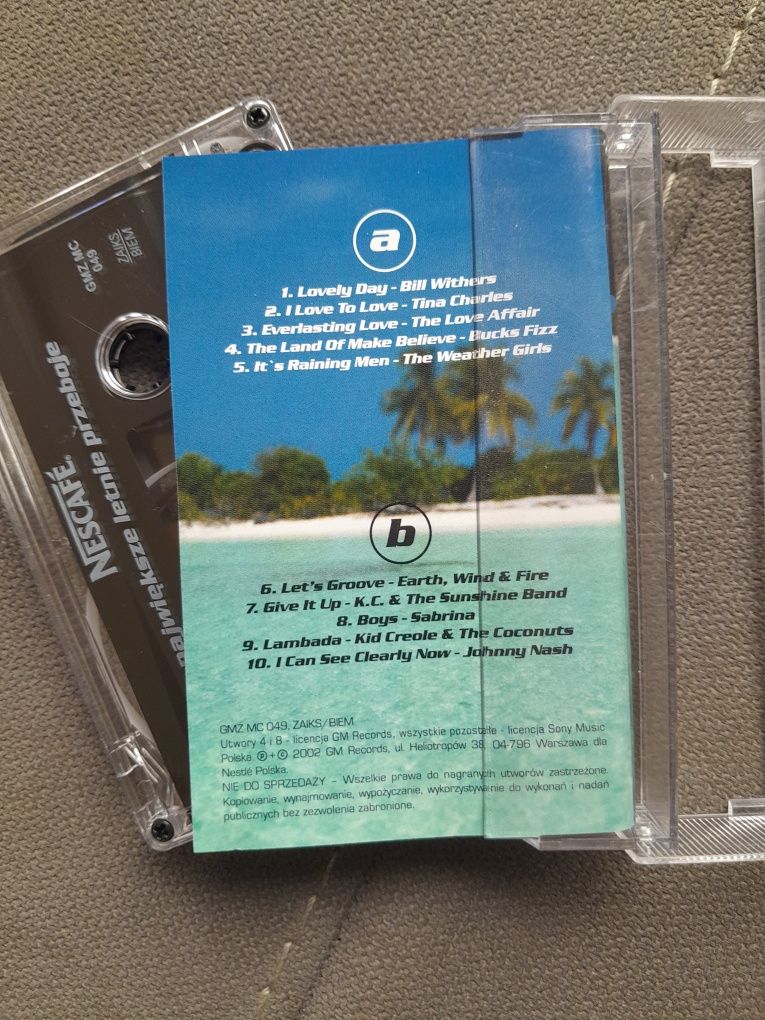 GMZ MC
049
ZAIKS
BIEM
NESCAFÉ.
największe letnie przeboje
a
1. Lovely Day - Bill Withers
2. I Love To Love - Tina Charles
3. Everlasting Love - The Love Affair
4. The Land Of Make Believe - Bucks Fizz
5. It`s Raining Men - The Weather Girls
b
6. Let's Groove - Earth, Wind & Fire
7. Give It Up - K.C. & The Sunshine Band
8. Boys - Sabrina
9. Lambada - Kid Creole & The Coconuts
10. I Can See Clearly Now - Johnny Nash
GMZ MC 049, ZAIKS/BIEM
Utwory 4 i 8 - licencja GM Records, wszystkie pozostałe - licencja Sony Music
Polska. ℗+© 2002 GM Records, ul. Heliotropów 38, 04-796 Warszawa dla
Nestlé Polska.
NIE DO SPRZEDAŻY – Wszelkie prawa do nagranych utworów zastrzeżone.
Kopiowanie, wynajmowanie, wypożyczanie, wykorzystywanie do wykonań i nadań
publicznych bez zezwolenia zabronione.